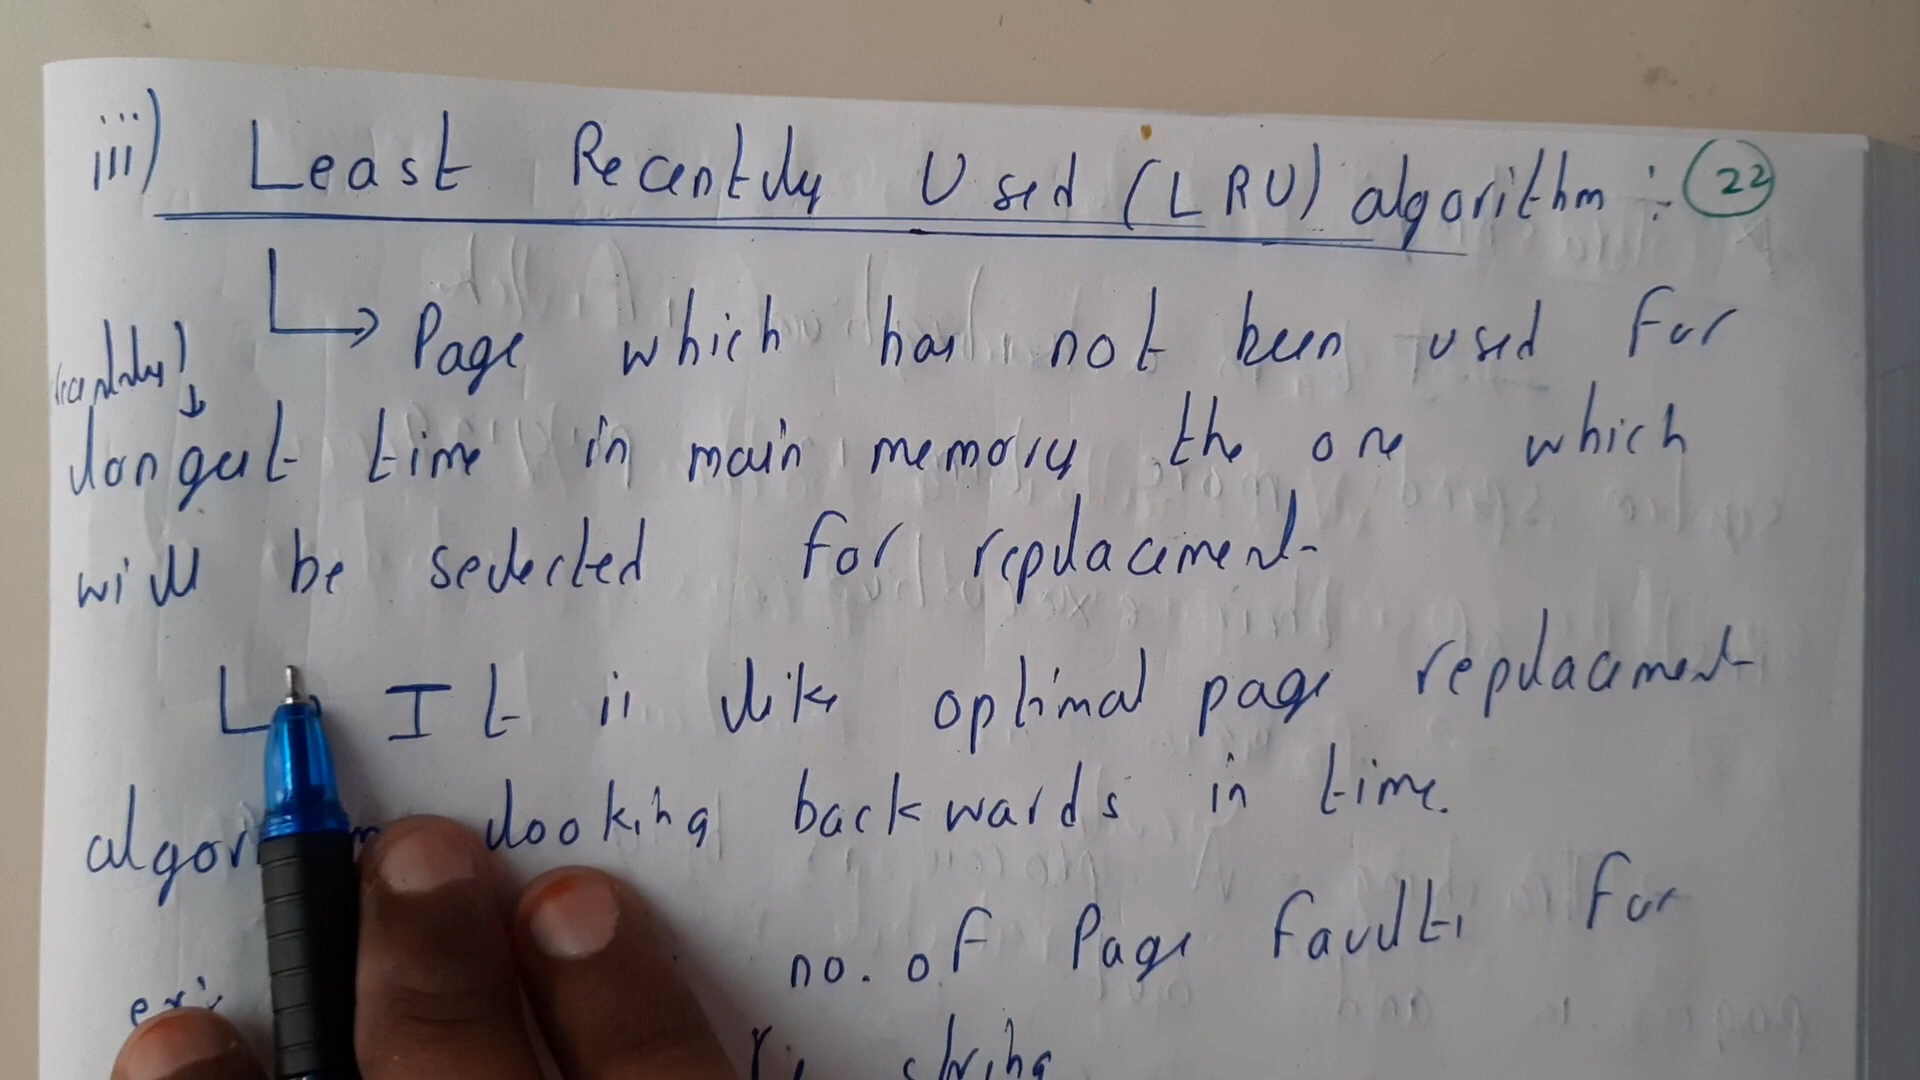 iii) Least Recently Used (LRU) algorithm :- 22
↳ Page which has not been used for
longest time in main memory the one which
will be selected for replacement
↳ It is like optimal page replacement
looking backwards in time.
ex: no. of Page faults for
string